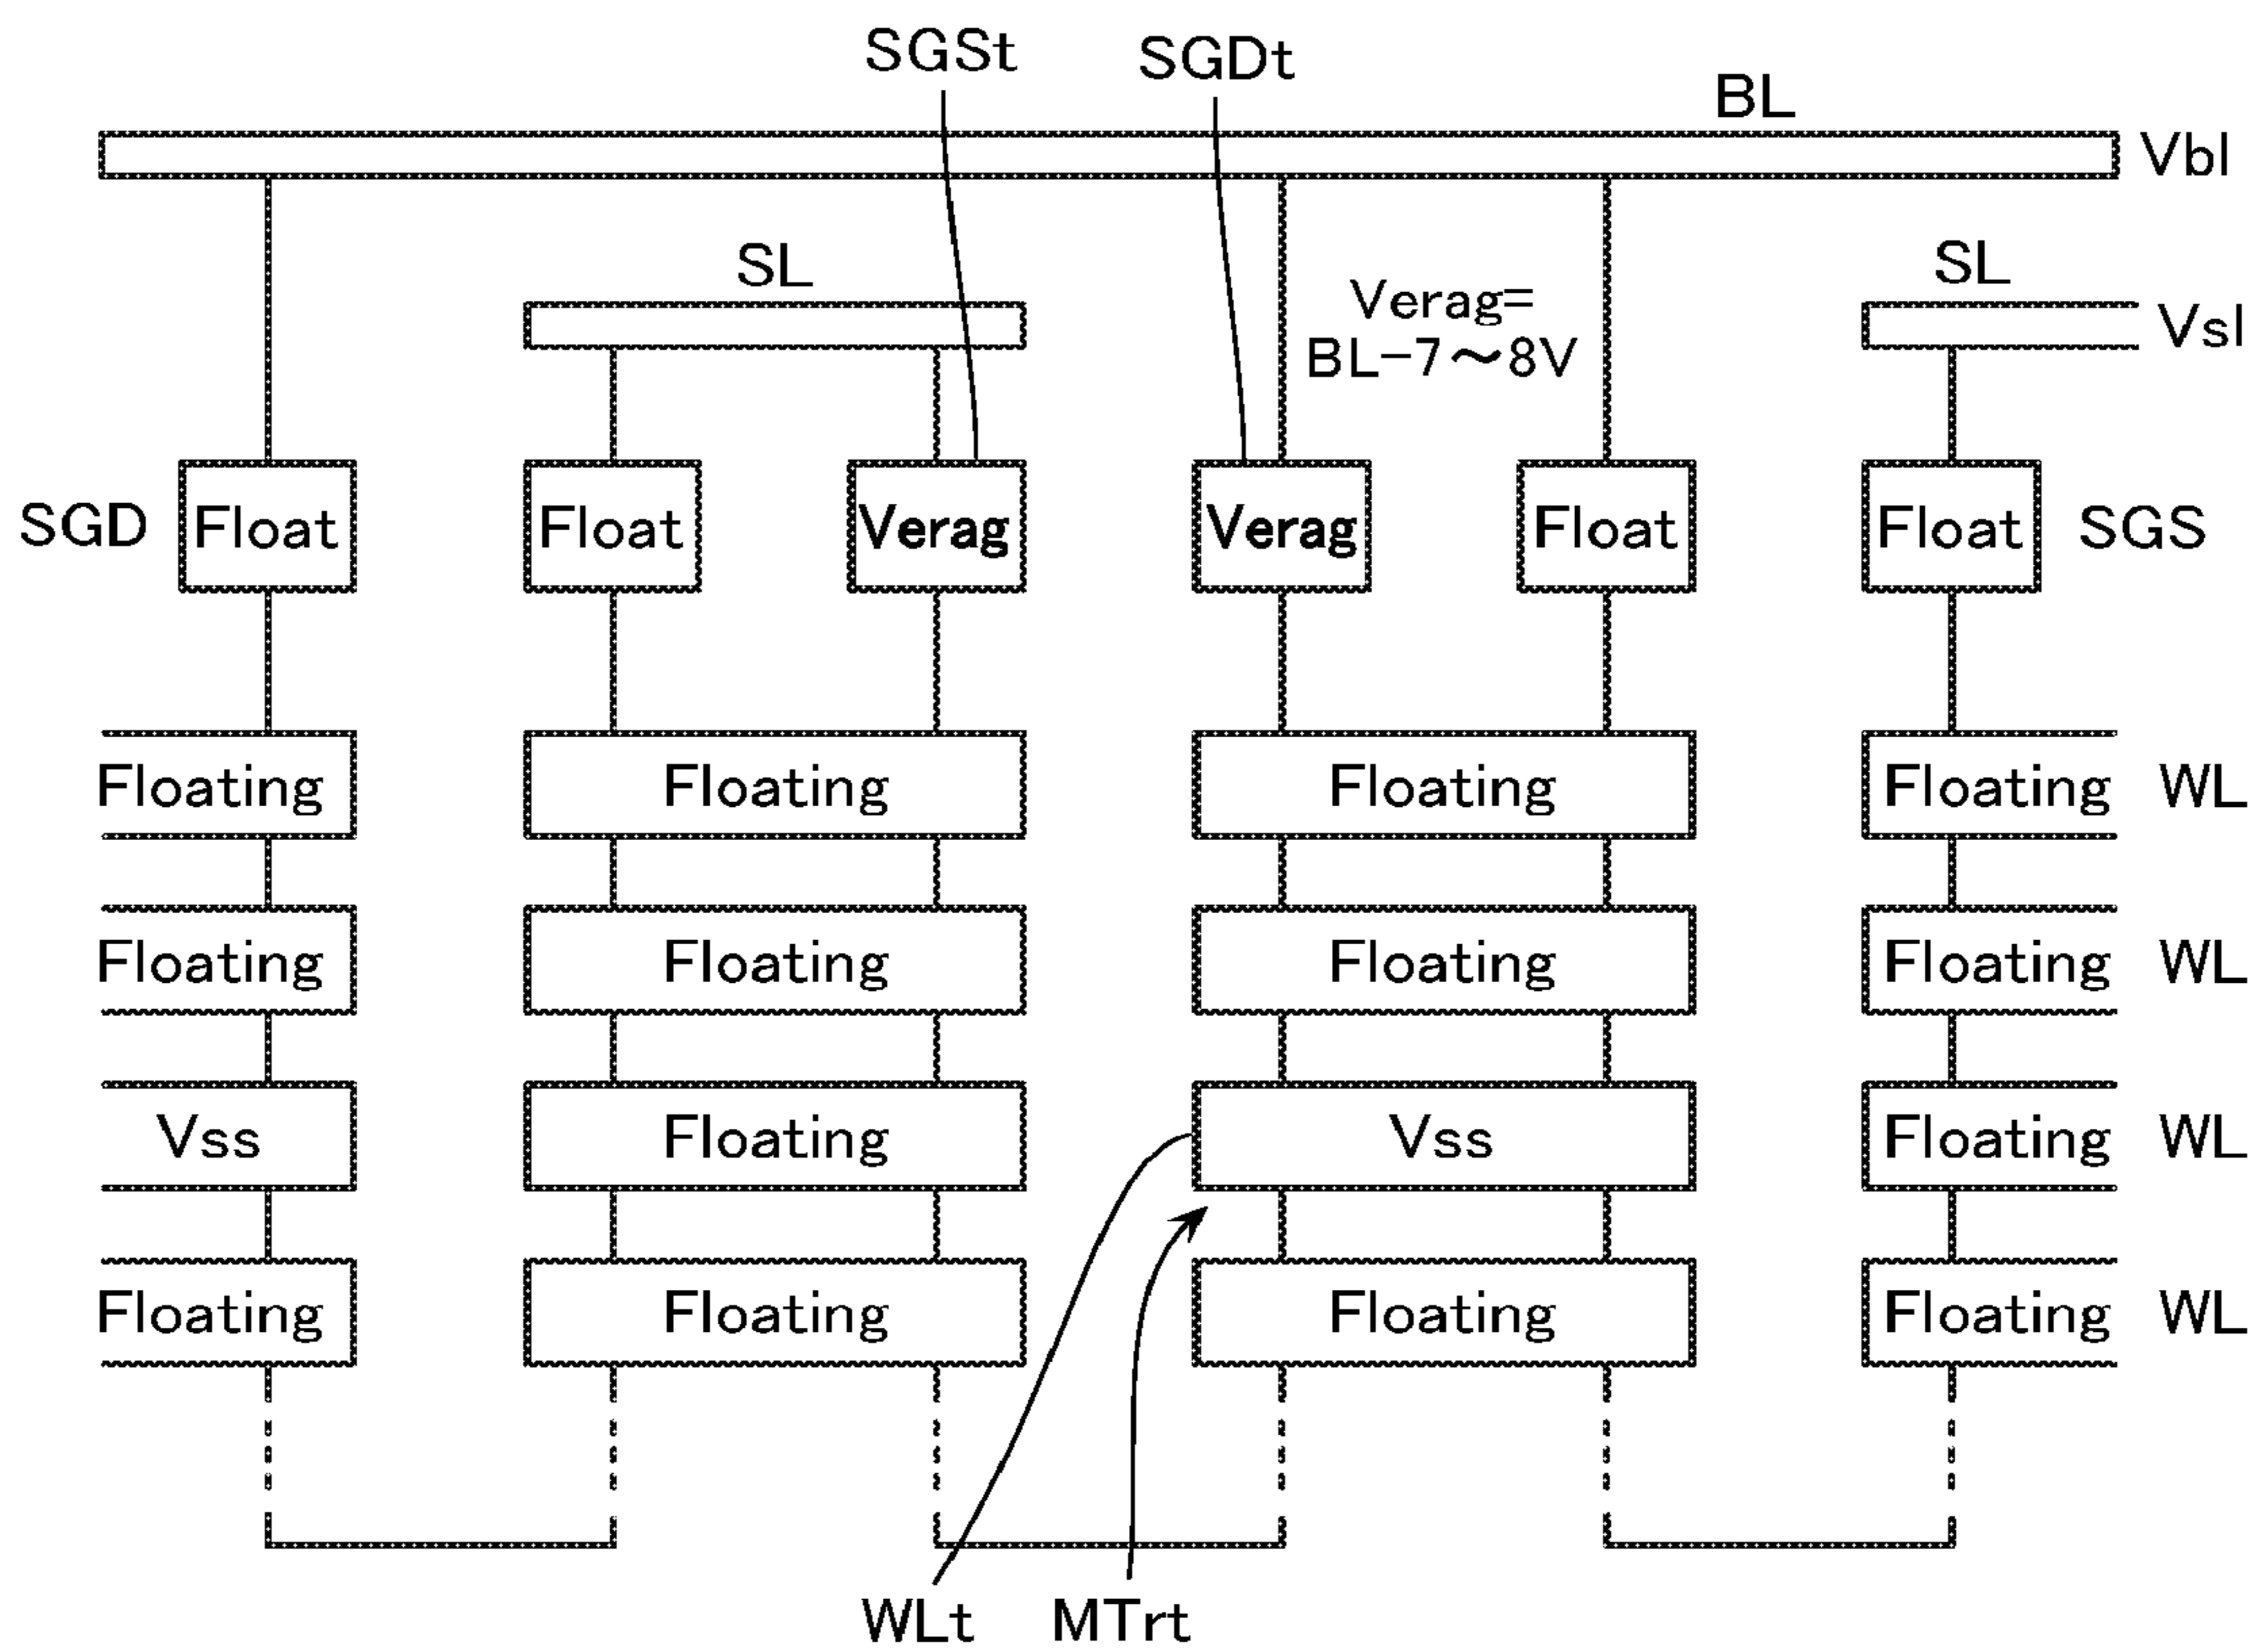 SGSt SGDt
BL
Vbl
SL SL
Verag=
BL-7～8V
Vsl
SGD Float Float Verag Verag Float Float SGS
Floating Floating Floating Floating WL
Floating Floating Floating Floating WL
Vss Floating Vss Floating WL
Floating Floating Floating Floating WL
WLt MTrt